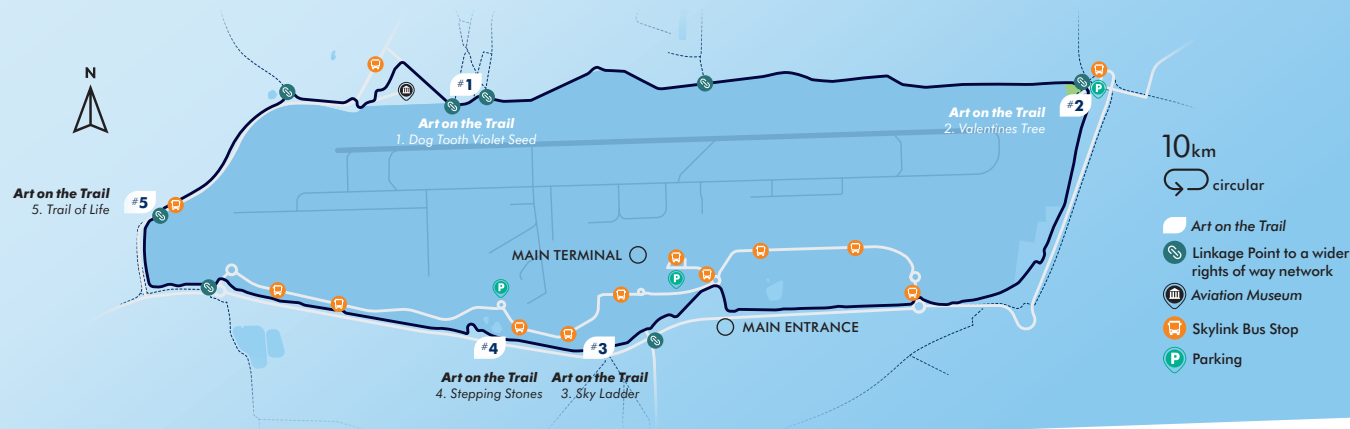 N
#1
Art on the Trail
1. Dog Tooth Violet Seed
P
Art on the Trail
#2
2. Valentines Tree
10km
circular
Art on the Trail
#5
5. Trail of Life
Art on the Trail
Linkage Point to a wider
rights of way network
MAIN TERMINAL
P
P
Aviation Museum
MAIN ENTRANCE
Skylink Bus Stop
#4
#3
P Parking
Art on the Trail
4. Stepping Stones
Art on the Trail
3. Sky Ladder